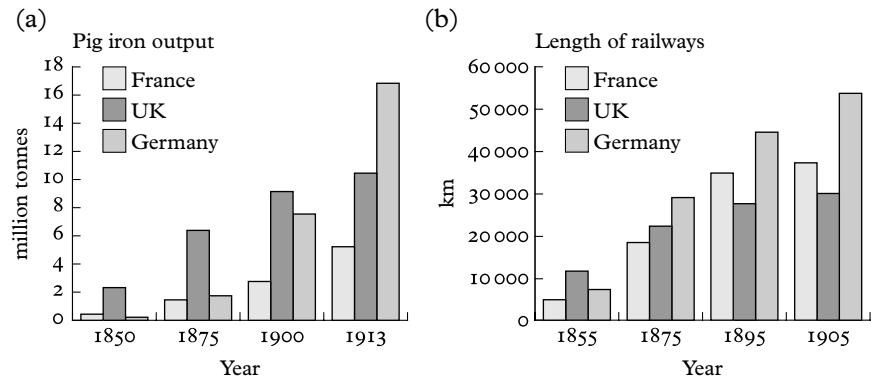 (a)
Pig iron output
million tonnes
18
16
14
12
10
8
6
4
2
0
France
UK
Germany
1850 1875 1900 1913
Year
(b)
Length of railways
km
60 000
50 000
40 000
30 000
20 000
10 000
0
France
UK
Germany
1855 1875 1895 1905
Year